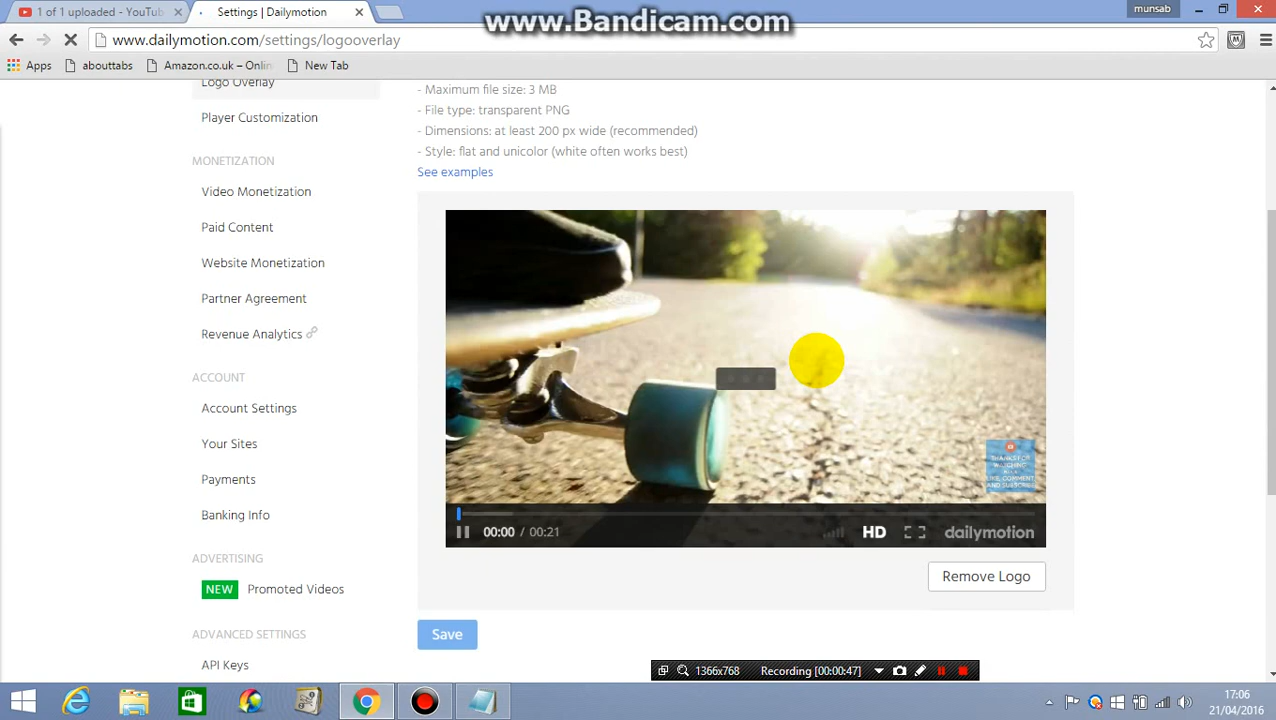 1 of 1 uploaded - YouTub
Settings | Dailymotion
www.Bandicam.com
munsab
www.dailymotion.com/settings/logooverlay
Apps
abouttabs
Amazon.co.uk – Onlin
New Tab
Logo Overlay
Player Customization
MONETIZATION
Video Monetization
Paid Content
Website Monetization
Partner Agreement
Revenue Analytics
ACCOUNT
Account Settings
Your Sites
Payments
Banking Info
ADVERTISING
NEW Promoted Videos
ADVANCED SETTINGS
API Keys
- Maximum file size: 3 MB
- File type: transparent PNG
- Dimensions: at least 200 px wide (recommended)
- Style: flat and unicolor (white often works best)
See examples
WATCHING
LIKE, COMMENT
AND SUBSCRIBE
00:00 / 00:21
HD
dailymotion
Remove Logo
Save
1366x768
Recording [00:00:47]
17:06
21/04/2016